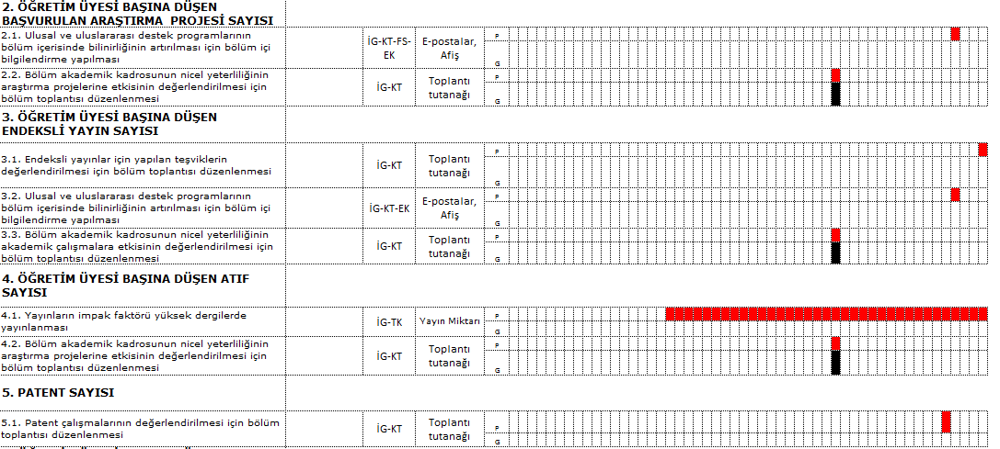 2. ÖĞRETİM ÜYESİ BAŞINA DÜŞEN
BAŞVURULAN ARAŞTIRMA PROJESİ SAYISI
2.1. Ulusal ve uluslararası destek programlarının
bölüm içerisinde bilinirliğinin artırılması için bölüm içi
bilgilendirme yapılması
İG-KT-FS-
EK
E-postalar,
Afiş
P
G
2.2. Bölüm akademik kadrosunun nicel yeterliliğinin
araştırma projelerine etkisinin değerlendirilmesi için
bölüm toplantısı düzenlenmesi
İG-KT
Toplantı
tutanağı
P
G
3. ÖĞRETİM ÜYESİ BAŞINA DÜŞEN
ENDEKSLİ YAYIN SAYISI
3.1. Endeksli yayınlar için yapılan teşviklerin
değerlendirilmesi için bölüm toplantısı düzenlenmesi
İG-KT
Toplantı
tutanağı
P
G
3.2. Ulusal ve uluslararası destek programlarının
bölüm içerisinde bilinirliğinin artırılması için bölüm içi
bilgilendirme yapılması
İG-KT-EK
E-postalar,
Afiş
P
G
3.3. Bölüm akademik kadrosunun nicel yeterliliğinin
akademik çalışmalara etkisinin değerlendirilmesi için
bölüm toplantısı düzenlenmesi
İG-KT
Toplantı
tutanağı
P
G
4. ÖĞRETİM ÜYESİ BAŞINA DÜŞEN ATIF
SAYISI
4.1. Yayınların impak faktörü yüksek dergilerde
yayınlanması
İG-TK
Yayın Miktarı
P
G
4.2. Bölüm akademik kadrosunun nicel yeterliliğinin
araştırma projelerine etkisinin değerlendirilmesi için
bölüm toplantısı düzenlenmesi
İG-KT
Toplantı
tutanağı
P
G
5. PATENT SAYISI
5.1. Patent çalışmalarının değerlendirilmesi için bölüm
toplantısı düzenlenmesi
İG-KT
Toplantı
tutanağı
P
G